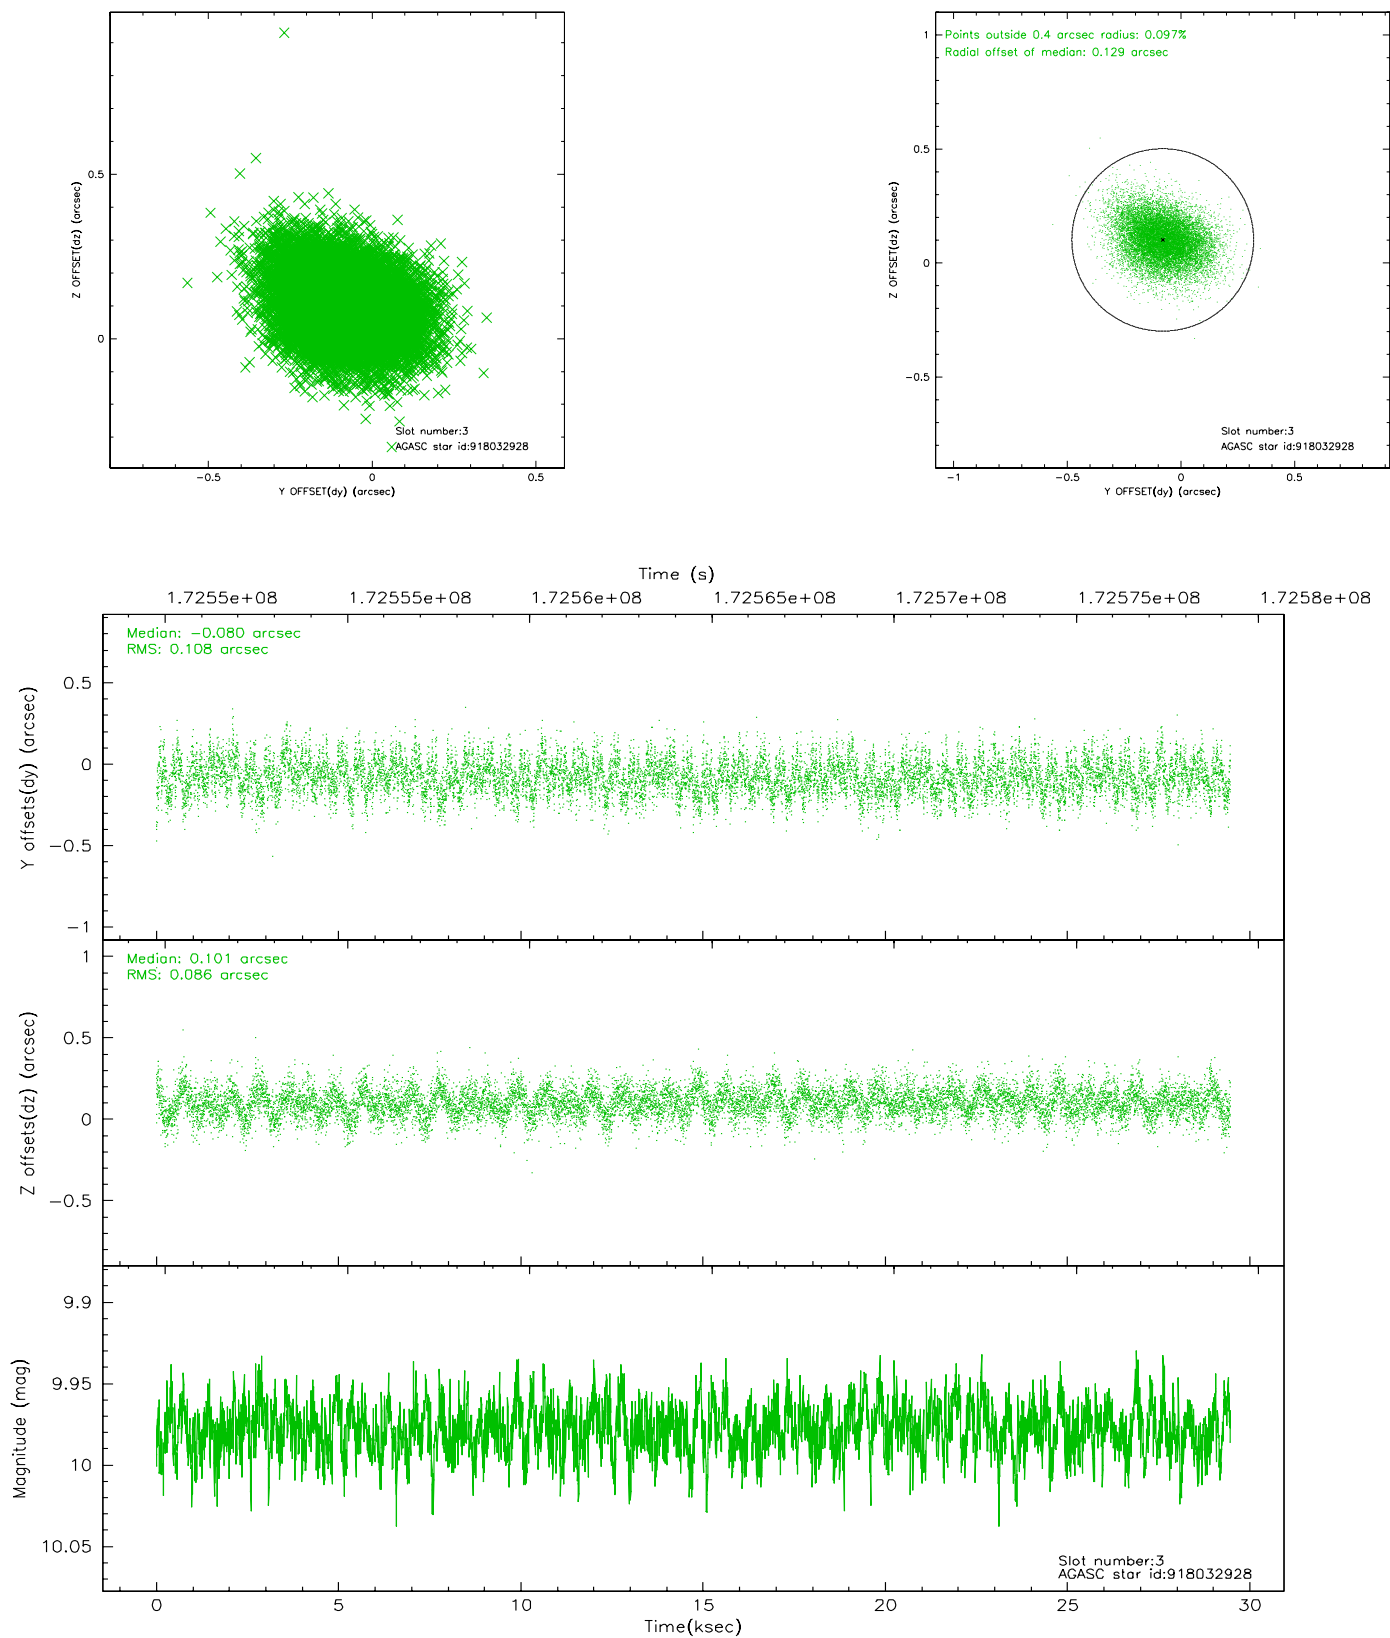 0.5
0
Z OFFSET(dz) (arcsec)
−0.5
0
0.5
Y OFFSET(dy) (arcsec)
Slot number:3
AGASC star id:918032928
Points outside 0.4 arcsec radius: 0.097%
Radial offset of median: 0.129 arcsec
1
0.5
0
−0.5
Z OFFSET(dz) (arcsec)
−1
−0.5
0
0.5
Y OFFSET(dy) (arcsec)
Slot number:3
AGASC star id:918032928
Time (s)
1.7255e+08
1.72555e+08
1.7256e+08
1.72565e+08
1.7257e+08
1.72575e+08
1.7258e+08
Median: −0.080 arcsec
RMS: 0.108 arcsec
0.5
0
−0.5
−1
Y offsets(dy) (arcsec)
Median: 0.101 arcsec
RMS: 0.086 arcsec
1
0.5
0
−0.5
Z offsets(dz) (arcsec)
9.9
9.95
10
10.05
Magnitude (mag)
Slot number:3
AGASC star id:918032928
0
5
10
15
20
25
30
Time(ksec)